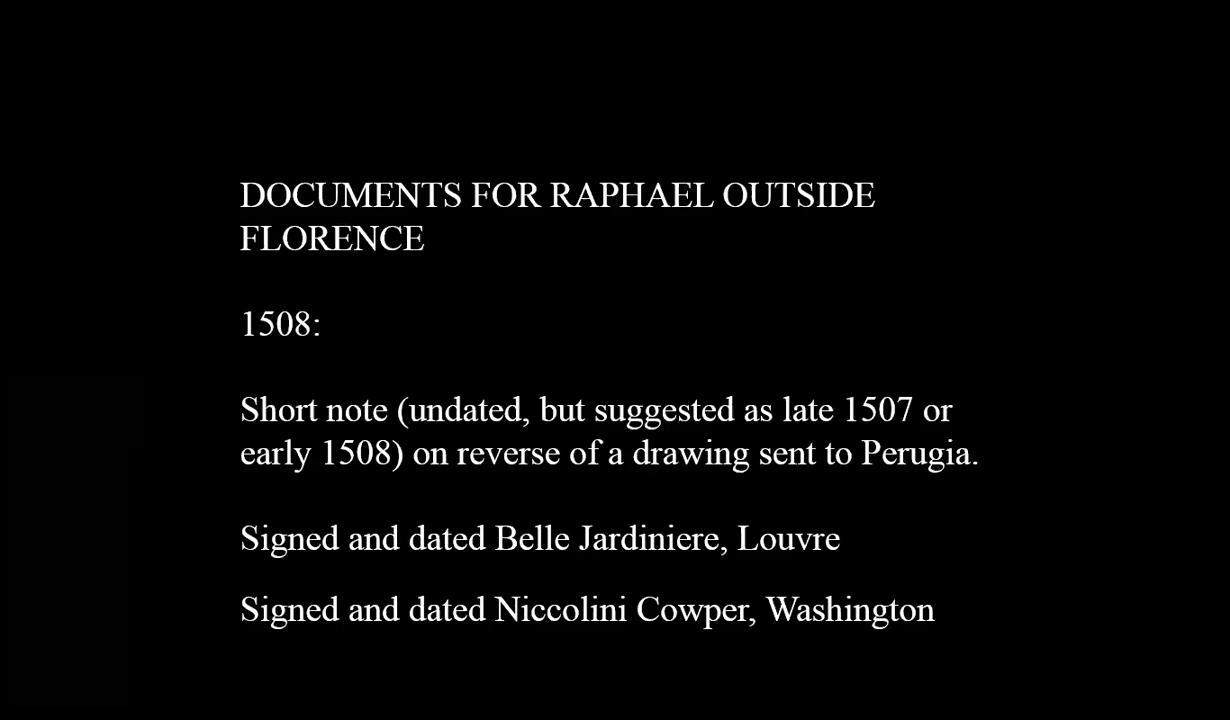 DOCUMENTS FOR RAPHAEL OUTSIDE
FLORENCE
1508:
Short note (undated, but suggested as late 1507 or
early 1508) on reverse of a drawing sent to Perugia.
Signed and dated Belle Jardiniere, Louvre
Signed and dated Niccolini Cowper, Washington